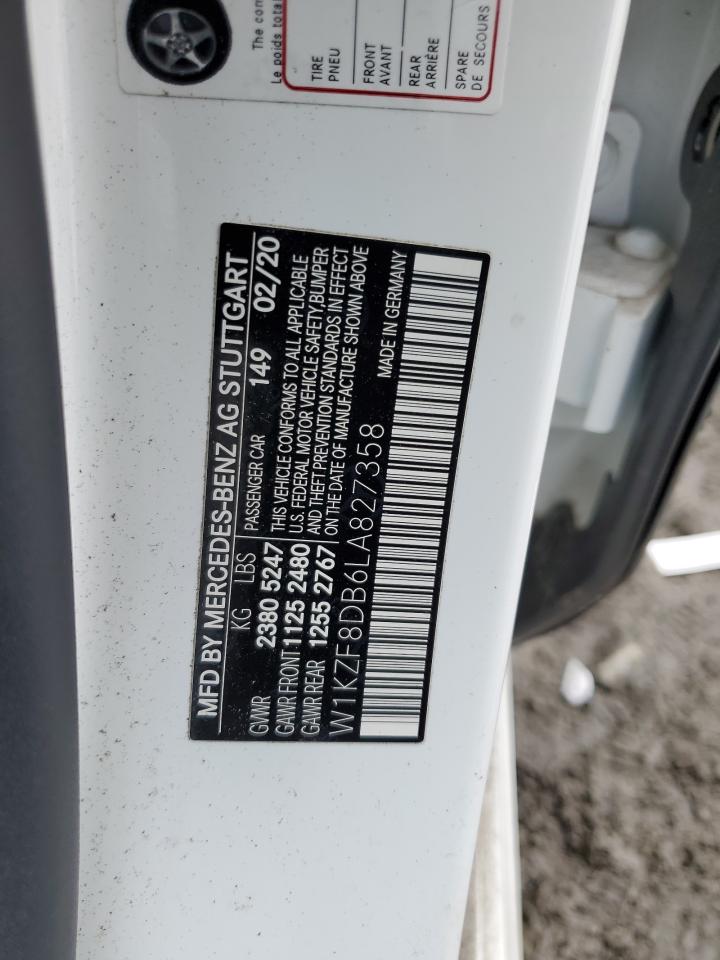 The con
Le poids total
TIRE
PNEU
FRONT
AVANT
REAR
ARRIÈRE
SPARE
DE SECOURS
MFD BY MERCEDES-BENZ AG STUTTGART
KG LBS PASSENGER CAR 149 02/20
GVWR 2380 5247 THIS VEHICLE CONFORMS TO ALL APPLICABLE
GAWR FRONT 1125 2480 U.S. FEDERAL MOTOR VEHICLE SAFETY,BUMPER
GAWR REAR 1255 2767 AND THEFT PREVENTION STANDARDS IN EFFECT
ON THE DATE OF MANUFACTURE SHOWN ABOVE
W1KZF8DB6LA827358 MADE IN GERMANY